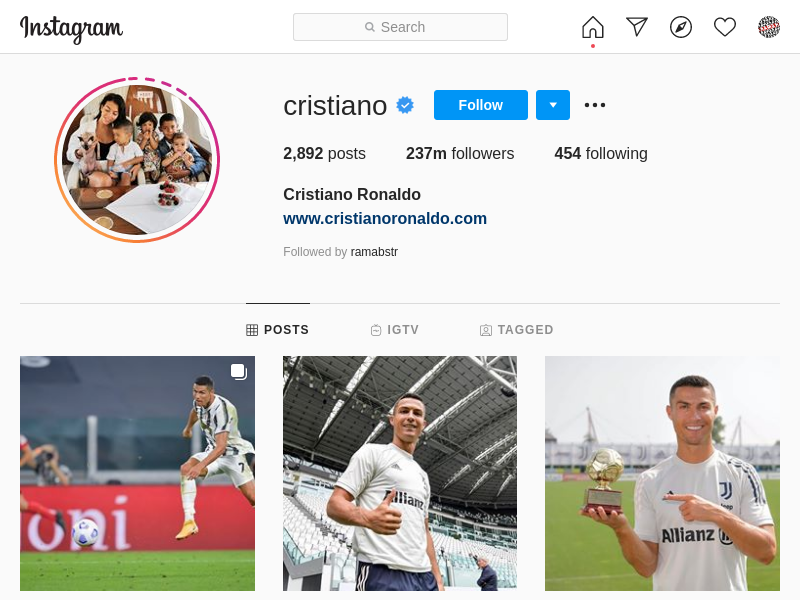 Instagram
Search
cristiano
Follow
2,892 posts 237m followers 454 following
Cristiano Ronaldo
www.cristianoronaldo.com
Followed by ramabstr
POSTS IGTV TAGGED
oni
7
Allianz
Allianz